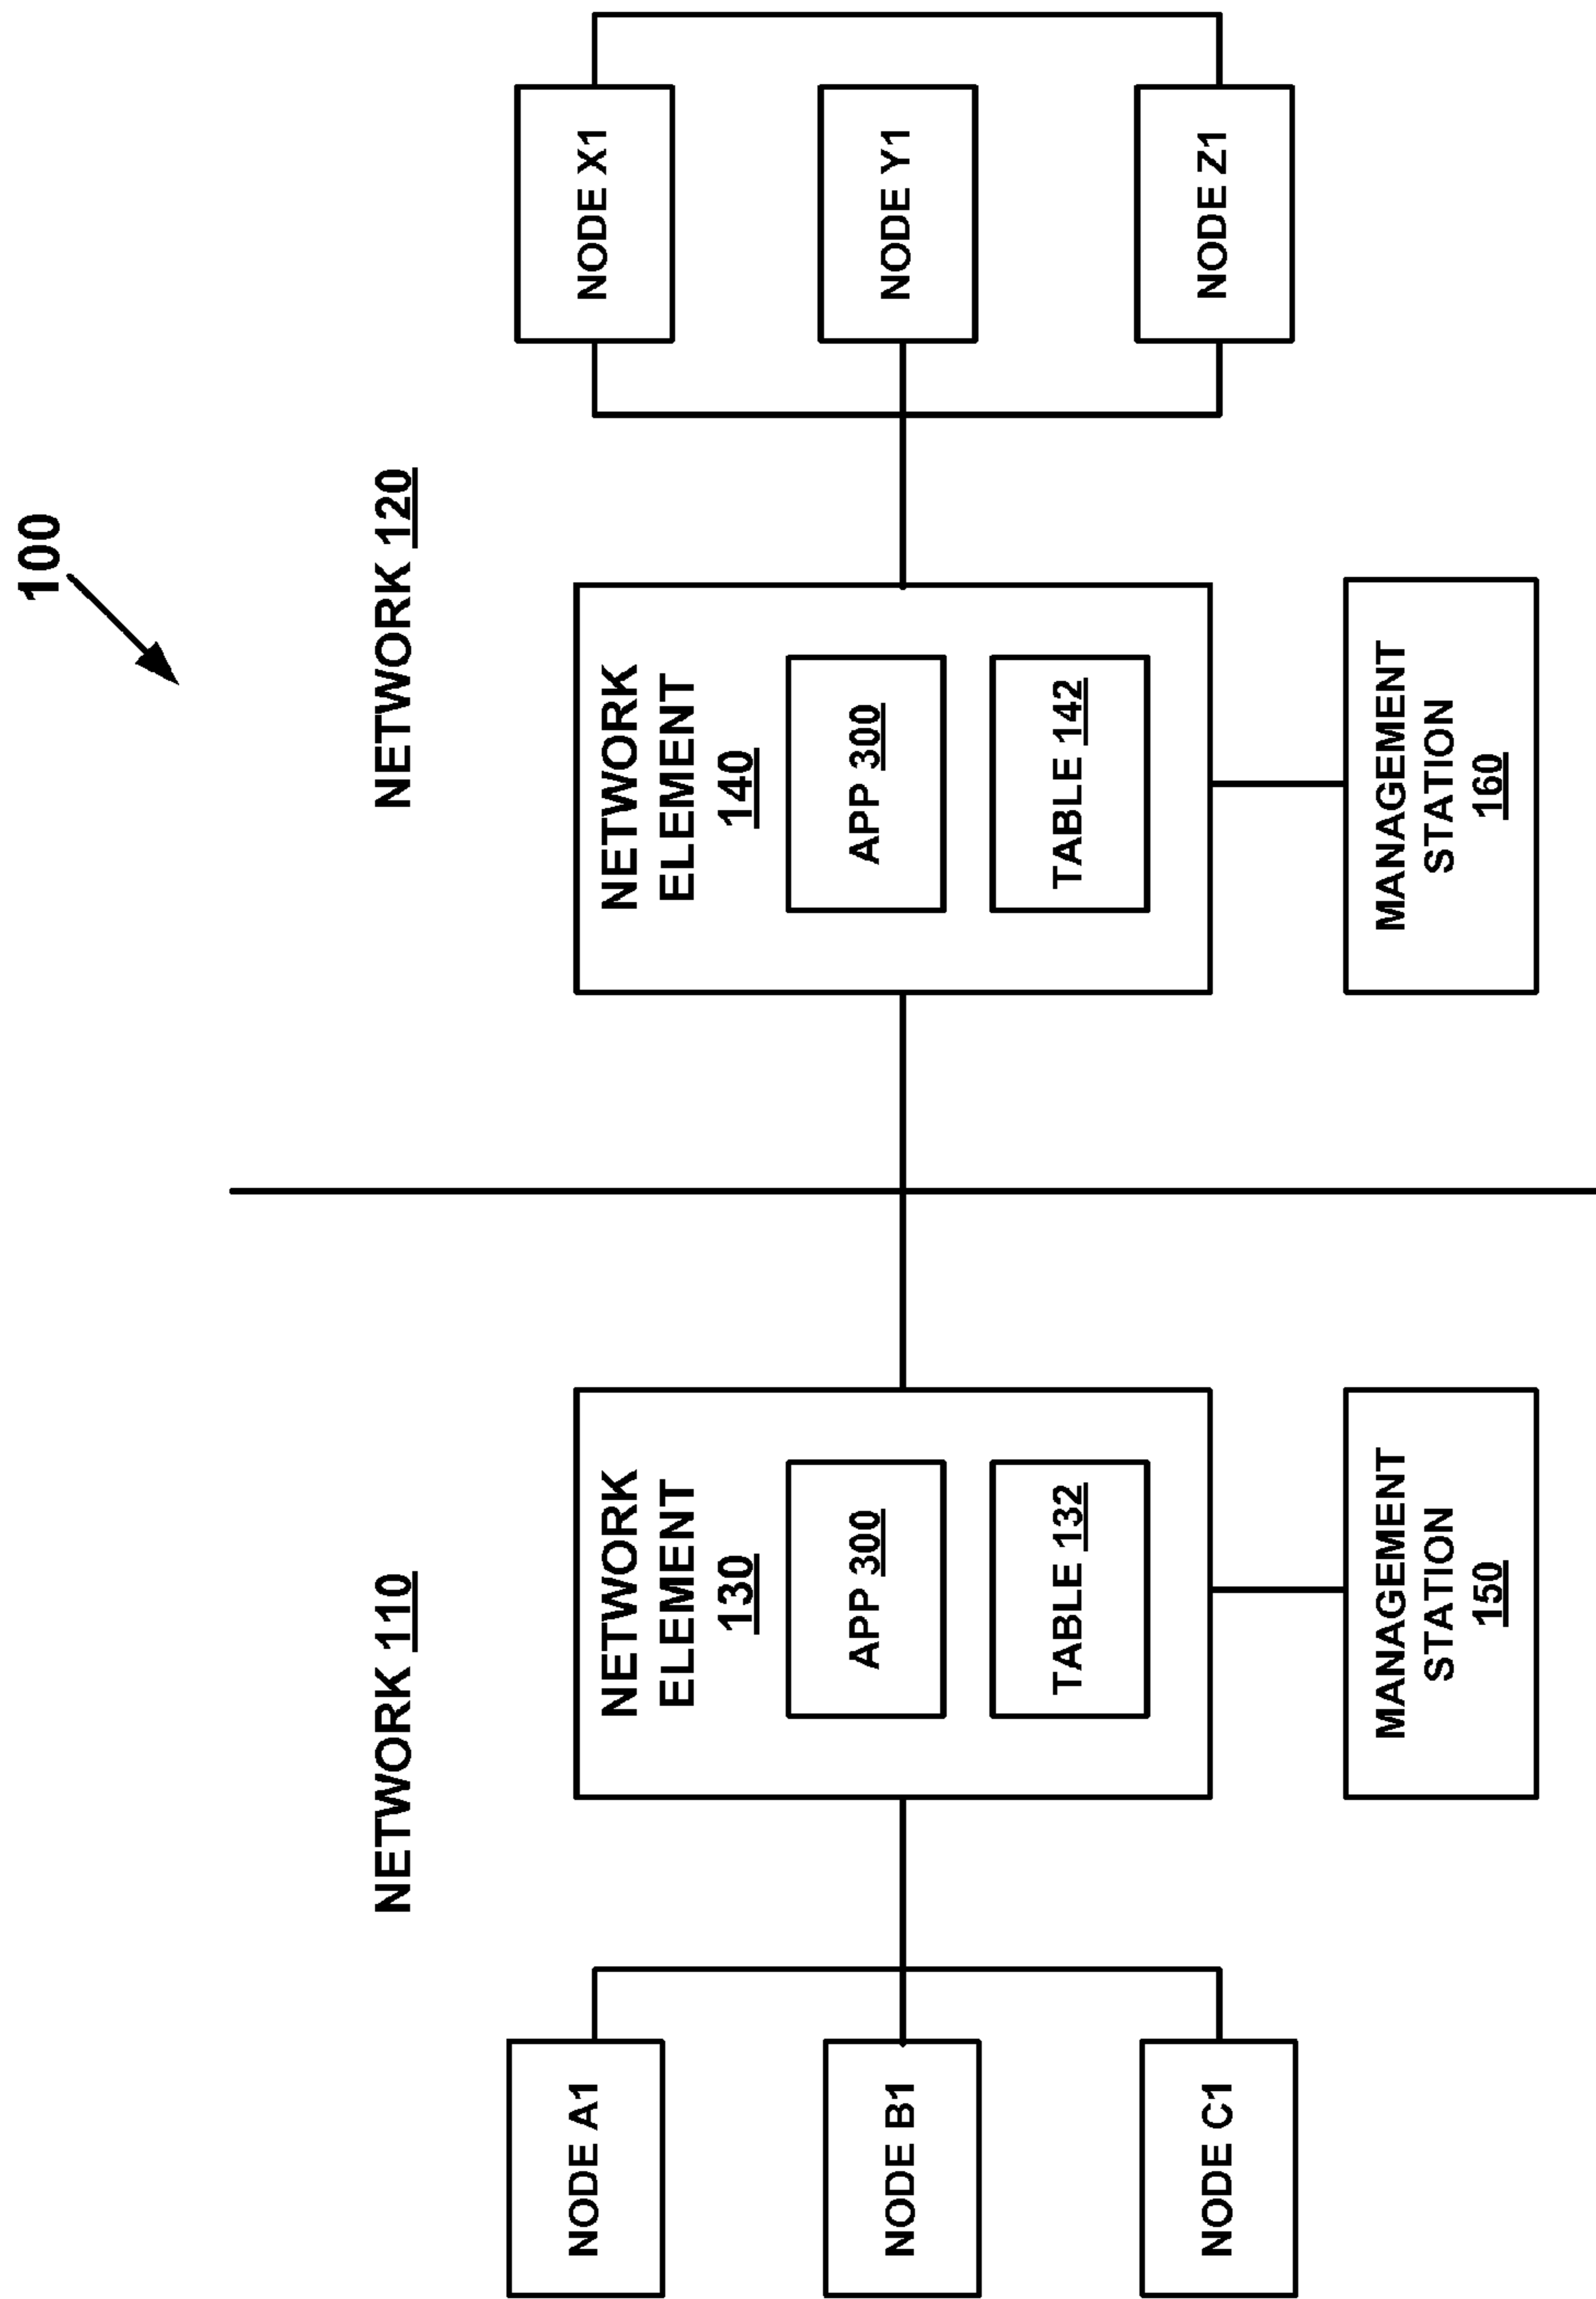 100
NETWORK 110
NETWORK 120
NODE A1
NODE B1
NODE C1
NETWORK
ELEMENT
130
APP 300
TABLE 132
MANAGEMENT
STATION
150
NETWORK
ELEMENT
140
APP 300
TABLE 142
MANAGEMENT
STATION
160
NODE X1
NODE Y1
NODE Z1